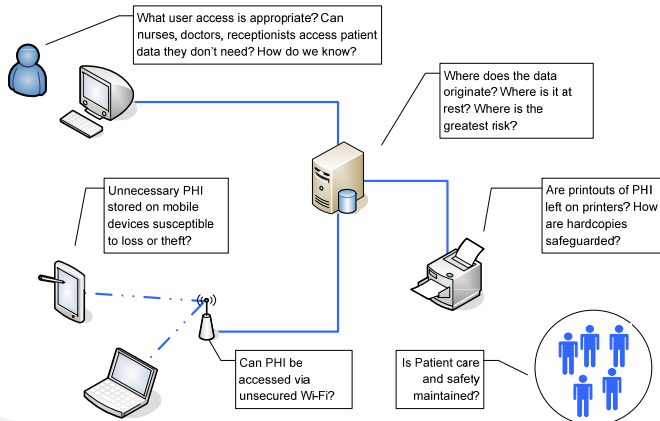 What user access is appropriate? Can
nurses, doctors, receptionists access patient
data they don't need? How do we know?
Where does the data
originate? Where is it at
rest? Where is the
greatest risk?
Unnecessary PHI
stored on mobile
devices susceptible
to loss or theft?
Are printouts of PHI
left on printers? How
are hardcopies
safeguarded?
Can PHI be
accessed via
unsecured Wi-Fi?
Is Patient care
and safety
maintained?